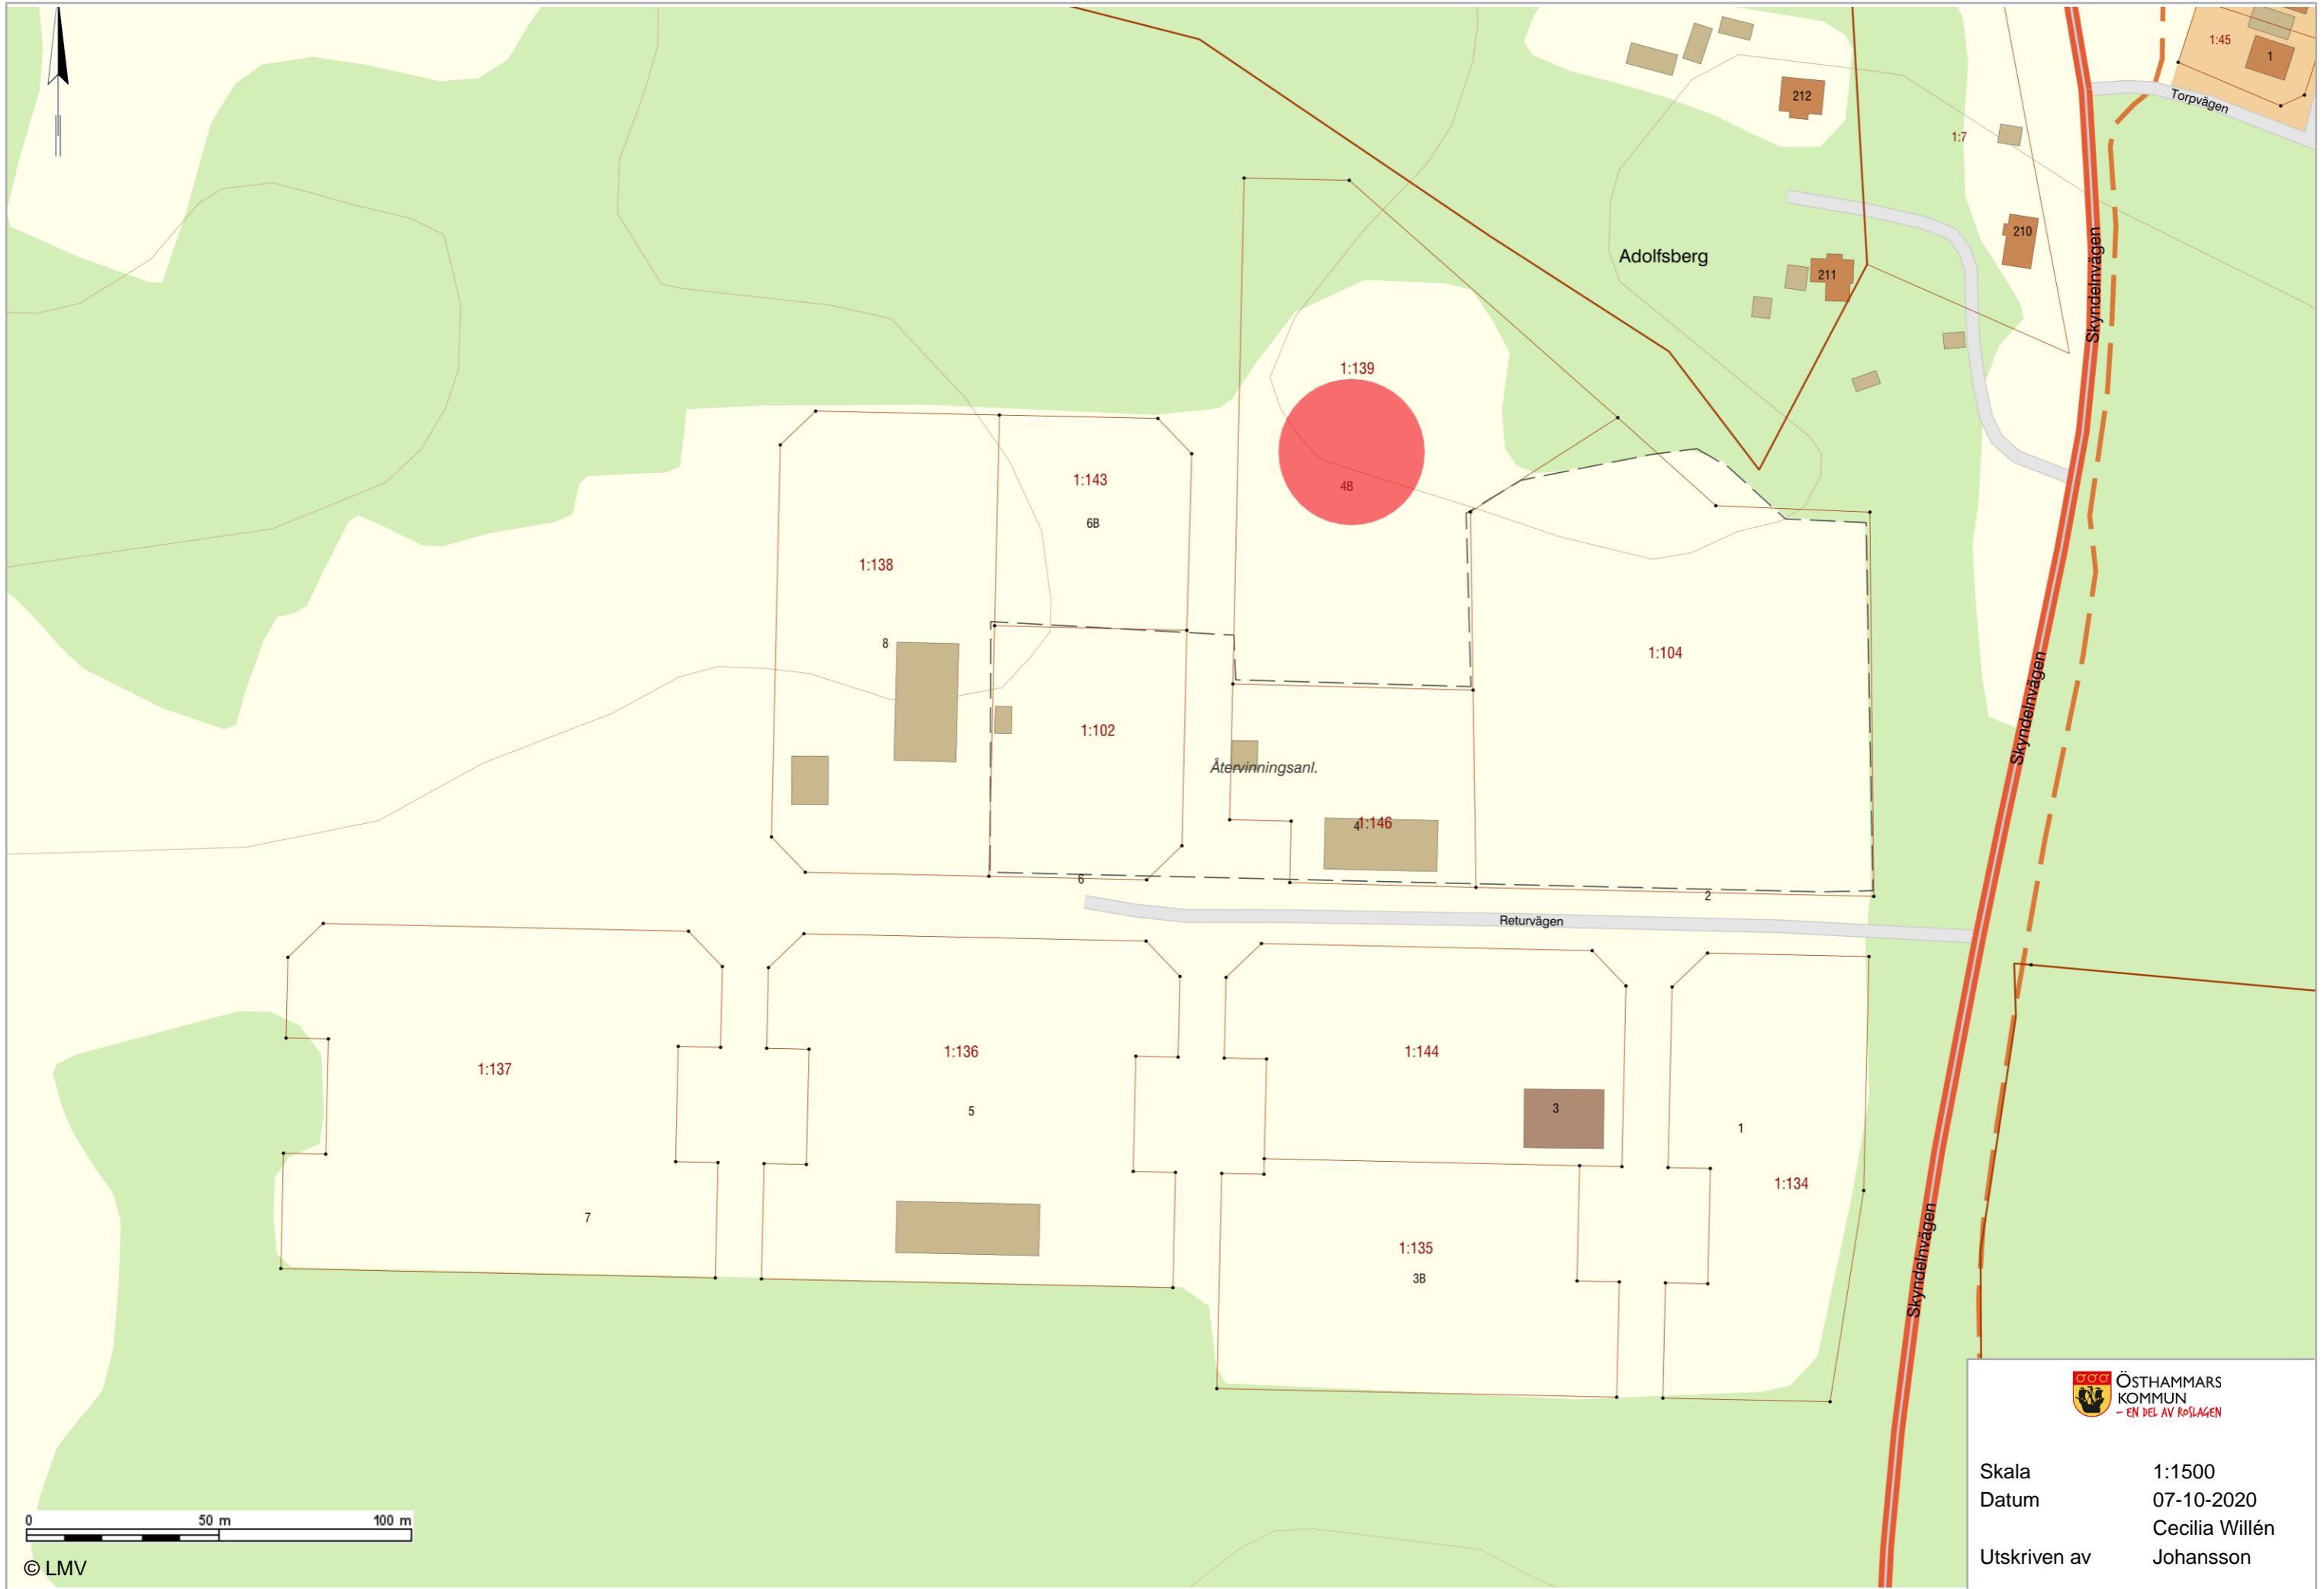 1:45
1
Torpvägen
212
1:7
210
Skyndelnvägen
Adolfsberg
211
1:139
4B
1:143
6B
1:138
8
1:104
1:102
Återvinningsanl.
4
1:146
6
2
Skyndelnvägen
Returvägen
1:137
1:136
5
1:144
3
1
1:134
7
1:135
3B
Skyndelnvägen
ÖSTHAMMARS
KOMMUN
– EN DEL AV ROSLAGEN
Skala 1:1500
Datum 07-10-2020
Cecilia Willén
Utskriven av Johansson
0 50 m 100 m
© LMV